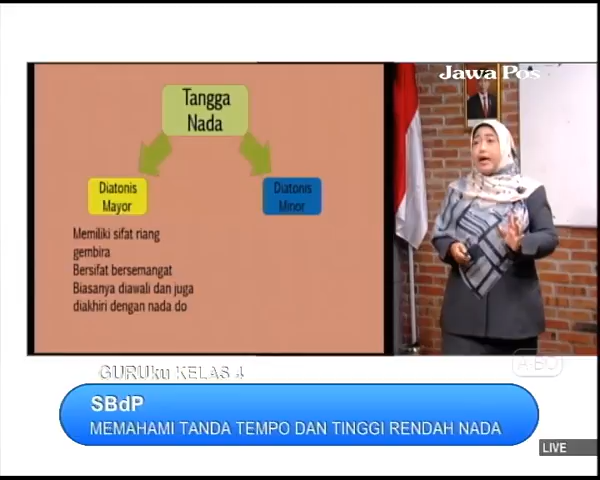 Jawa Pos
Tangga
Nada
Diatonis
Mayor
Diatonis
Minor
Memiliki sifat riang
gembira
Bersifat bersemangat
Biasanya diawali dan juga
diakhiri dengan nada do
GURUku KELAS 4
SBdP
MEMAHAMI TANDA TEMPO DAN TINGGI RENDAH NADA
LIVE